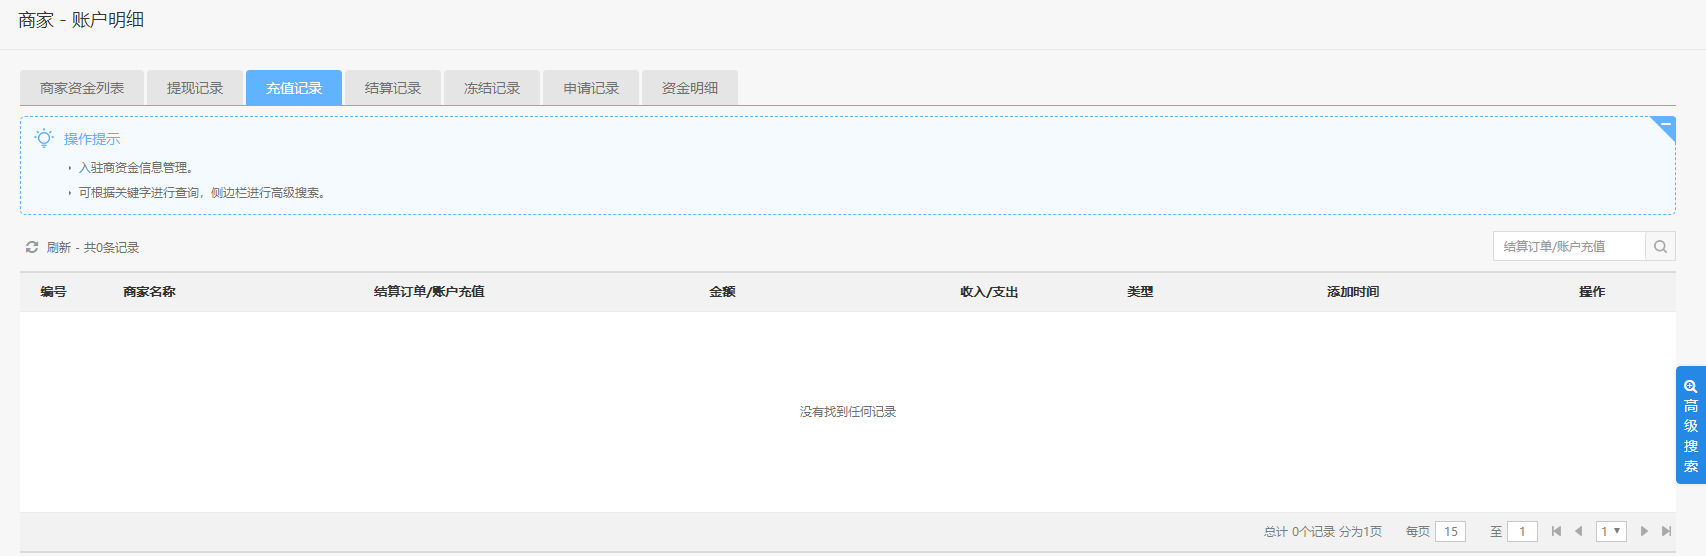 商家 - 账户明细
商家资金列表 提现记录 充值记录 结算记录 冻结记录 申请记录 资金明细
操作提示
入驻商资金信息管理。
可根据关键字进行查询，侧边栏进行高级搜索。
刷新 - 共0条记录 结算订单/账户充值
编号 商家名称 结算订单/账户充值 金额 收入/支出 类型 添加时间 操作
没有找到任何记录
高级搜索
总计 0个记录 分为1页 每页 15 至 1 1